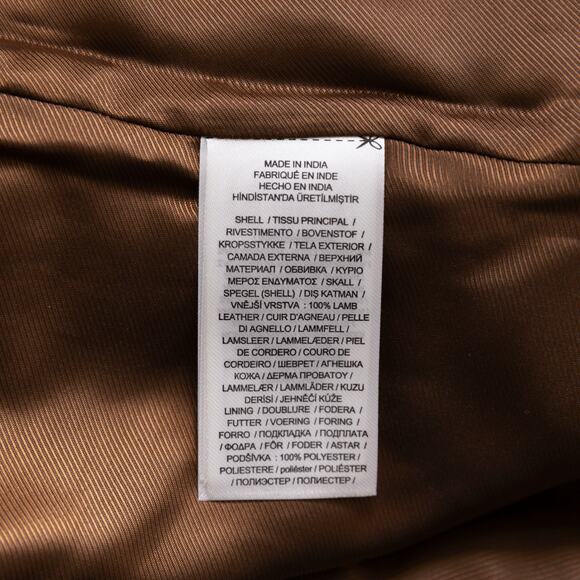 MADE IN INDIA
FABRIQUÉ EN INDE
HECHO EN INDIA
HİNDİSTAN'DA ÜRETİLMİŞTİR
SHELL / TISSU PRINCIPAL /
RIVESTIMENTO / BOVENSTOF /
KROPSSTYKKE / TELA EXTERIOR /
CAMADA EXTERNA / ВЕРХНИЙ
МАТЕРИАЛ / ОБВИВКА / ΚΥΡΙΟ
ΜΕΡΟΣ ΕΝΔΥΜΑΤΟΣ / SKALL /
SPEGEL (SHELL) / DIŞ KATMAN /
VNĚJŠÍ VRSTVA : 100% LAMB
LEATHER / CUIR D'AGNEAU / PELLE
DI AGNELLO / LAMMFELL /
LAMSLEER / LAMMELÆDER / PIEL
DE CORDERO / COURO DE
CORDEIRO / ШЕВРЕТ / АГНЕШКА
КОЖА / ΔΕΡΜΑ ΠΡΟΒΑΤΟΥ /
LAMMELÆR / LAMMLÄDER / KUZU
DERİSİ / JEHNĚČÍ KŮŽE
LINING / DOUBLURE / FODERA /
FUTTER / VOERING / FORING /
FORRO / ПОДКЛАДКА / ПОДПЛАТА
/ ΦΟΔΡΑ / FÔR / FODER / ASTAR /
PODŠÍVKA : 100% POLYESTER /
POLIESTERE / poliéster / POLIÉSTER
/ ПОЛИЭСТЕР / ПОЛИЕСТЕР /